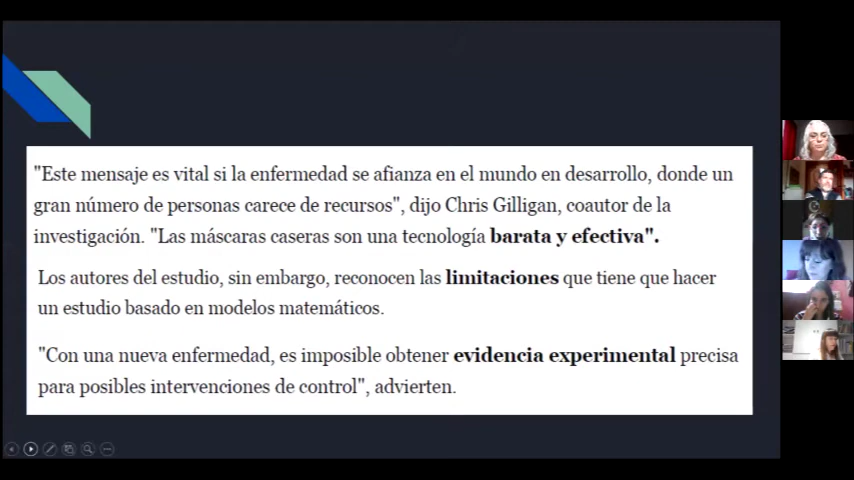 "Este mensaje es vital si la enfermedad se afianza en el mundo en desarrollo, donde un
gran número de personas carece de recursos", dijo Chris Gilligan, coautor de la
investigación. "Las máscaras caseras son una tecnología barata y efectiva".
Los autores del estudio, sin embargo, reconocen las limitaciones que tiene que hacer
un estudio basado en modelos matemáticos.
"Con una nueva enfermedad, es imposible obtener evidencia experimental precisa
para posibles intervenciones de control", advierten.